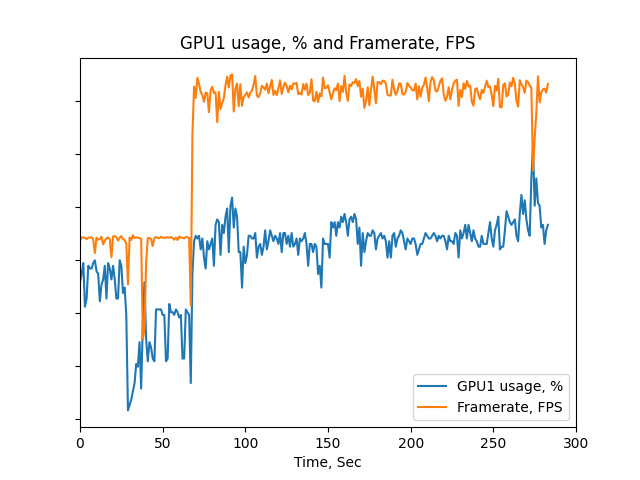 GPU1 usage, % and Framerate, FPS
GPU1 usage, %
Framerate, FPS
0 50 100 150 200 250 300
Time, Sec